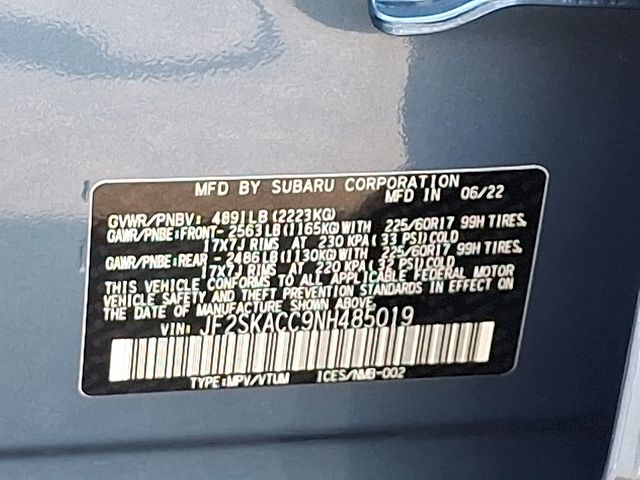 MFD BY SUBARU CORPORATION
MFD IN 06/22
GVWR/PNBV: 4891LB(2223KG)
GAWR/PNBE:FRONT-2563LB(1165KG)WITH 225/60R17 99H TIRES,
17X7J RIMS AT 230 KPA( 33 PSI)COLD
GAWR/PNBE:REAR -2486LB(1130KG)WITH 225/60R17 99H TIRES,
17X7J RIMS AT 220 KPA( 32 PSI)COLD
THIS VEHICLE CONFORMS TO ALL APPLICABLE FEDERAL MOTOR
VEHICLE SAFETY AND THEFT PREVENTION STANDARDS IN EFFECT ON
THE DATE OF MANUFACTURE SHOWN ABOVE.
VIN: JF2SKACC9NH485019
TYPE:MPV/VTUM ICES/NMB-002